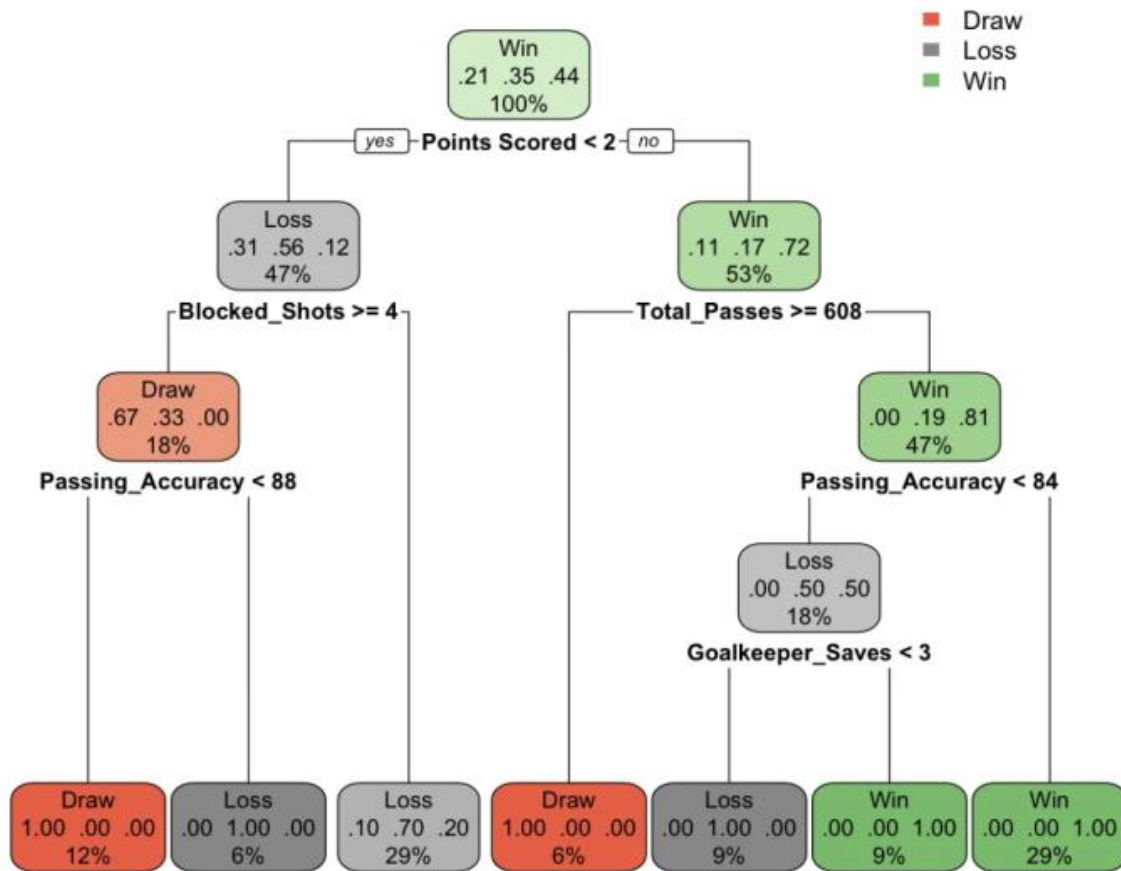 Draw
Loss
Win
Win
.21 .35 .44
100%
yes Points Scored < 2 no
Loss
.31 .56 .12
47%
Win
.11 .17 .72
53%
Blocked_Shots >= 4
Total_Passes >= 608
Draw
.67 .33 .00
18%
Win
.00 .19 .81
47%
Passing_Accuracy < 88
Passing_Accuracy < 84
Loss
.00 .50 .50
18%
Goalkeeper_Saves < 3
Draw
1.00 .00 .00
12%
Loss
.00 1.00 .00
6%
Loss
.10 .70 .20
29%
Draw
1.00 .00 .00
6%
Loss
.00 1.00 .00
9%
Win
.00 .00 1.00
9%
Win
.00 .00 1.00
29%